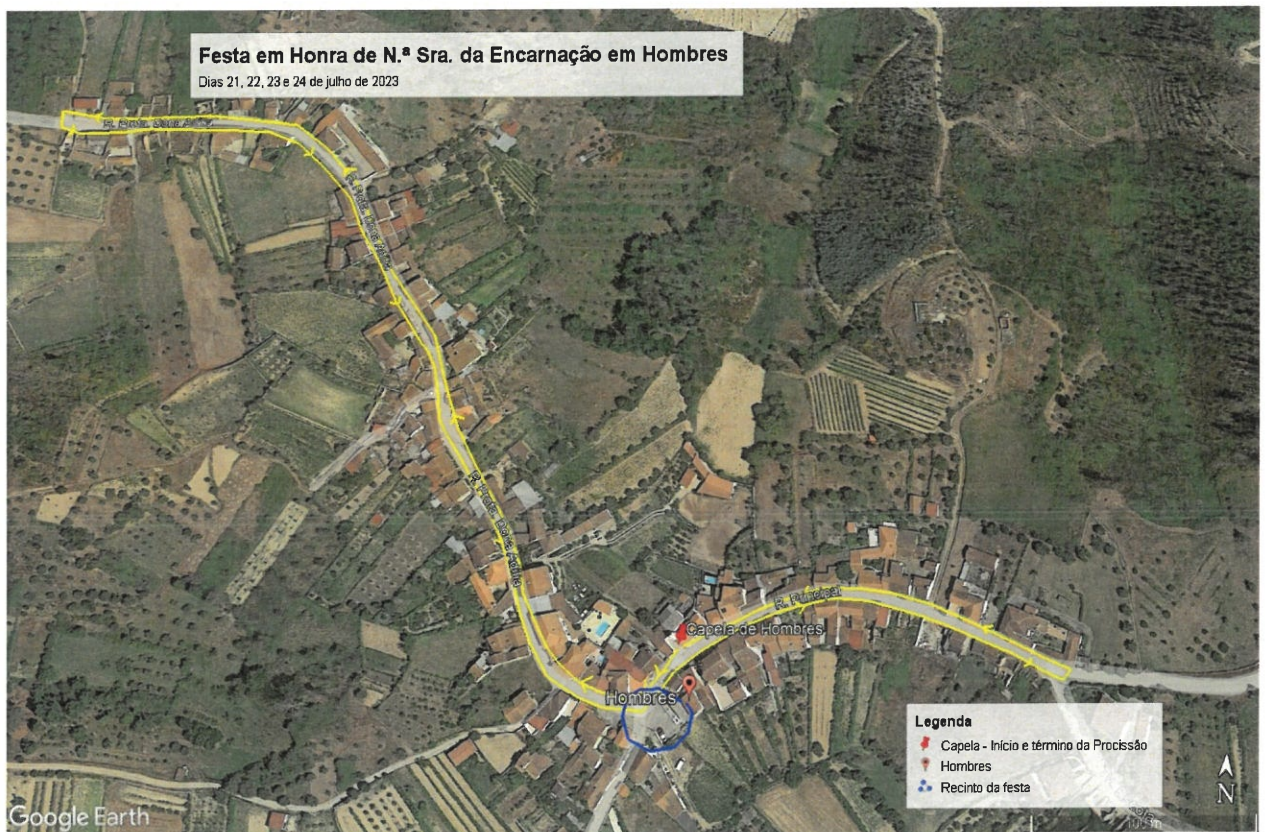 Festa em Honra de N.ª Sra. da Encarnação em Hombres
Dias 21, 22, 23 e 24 de julho de 2023
R. Principal
Capela de Hombres
Hombres
Legenda
Capela - Início e término da Procissão
Hombres
Recinto da festa
N
Google Earth